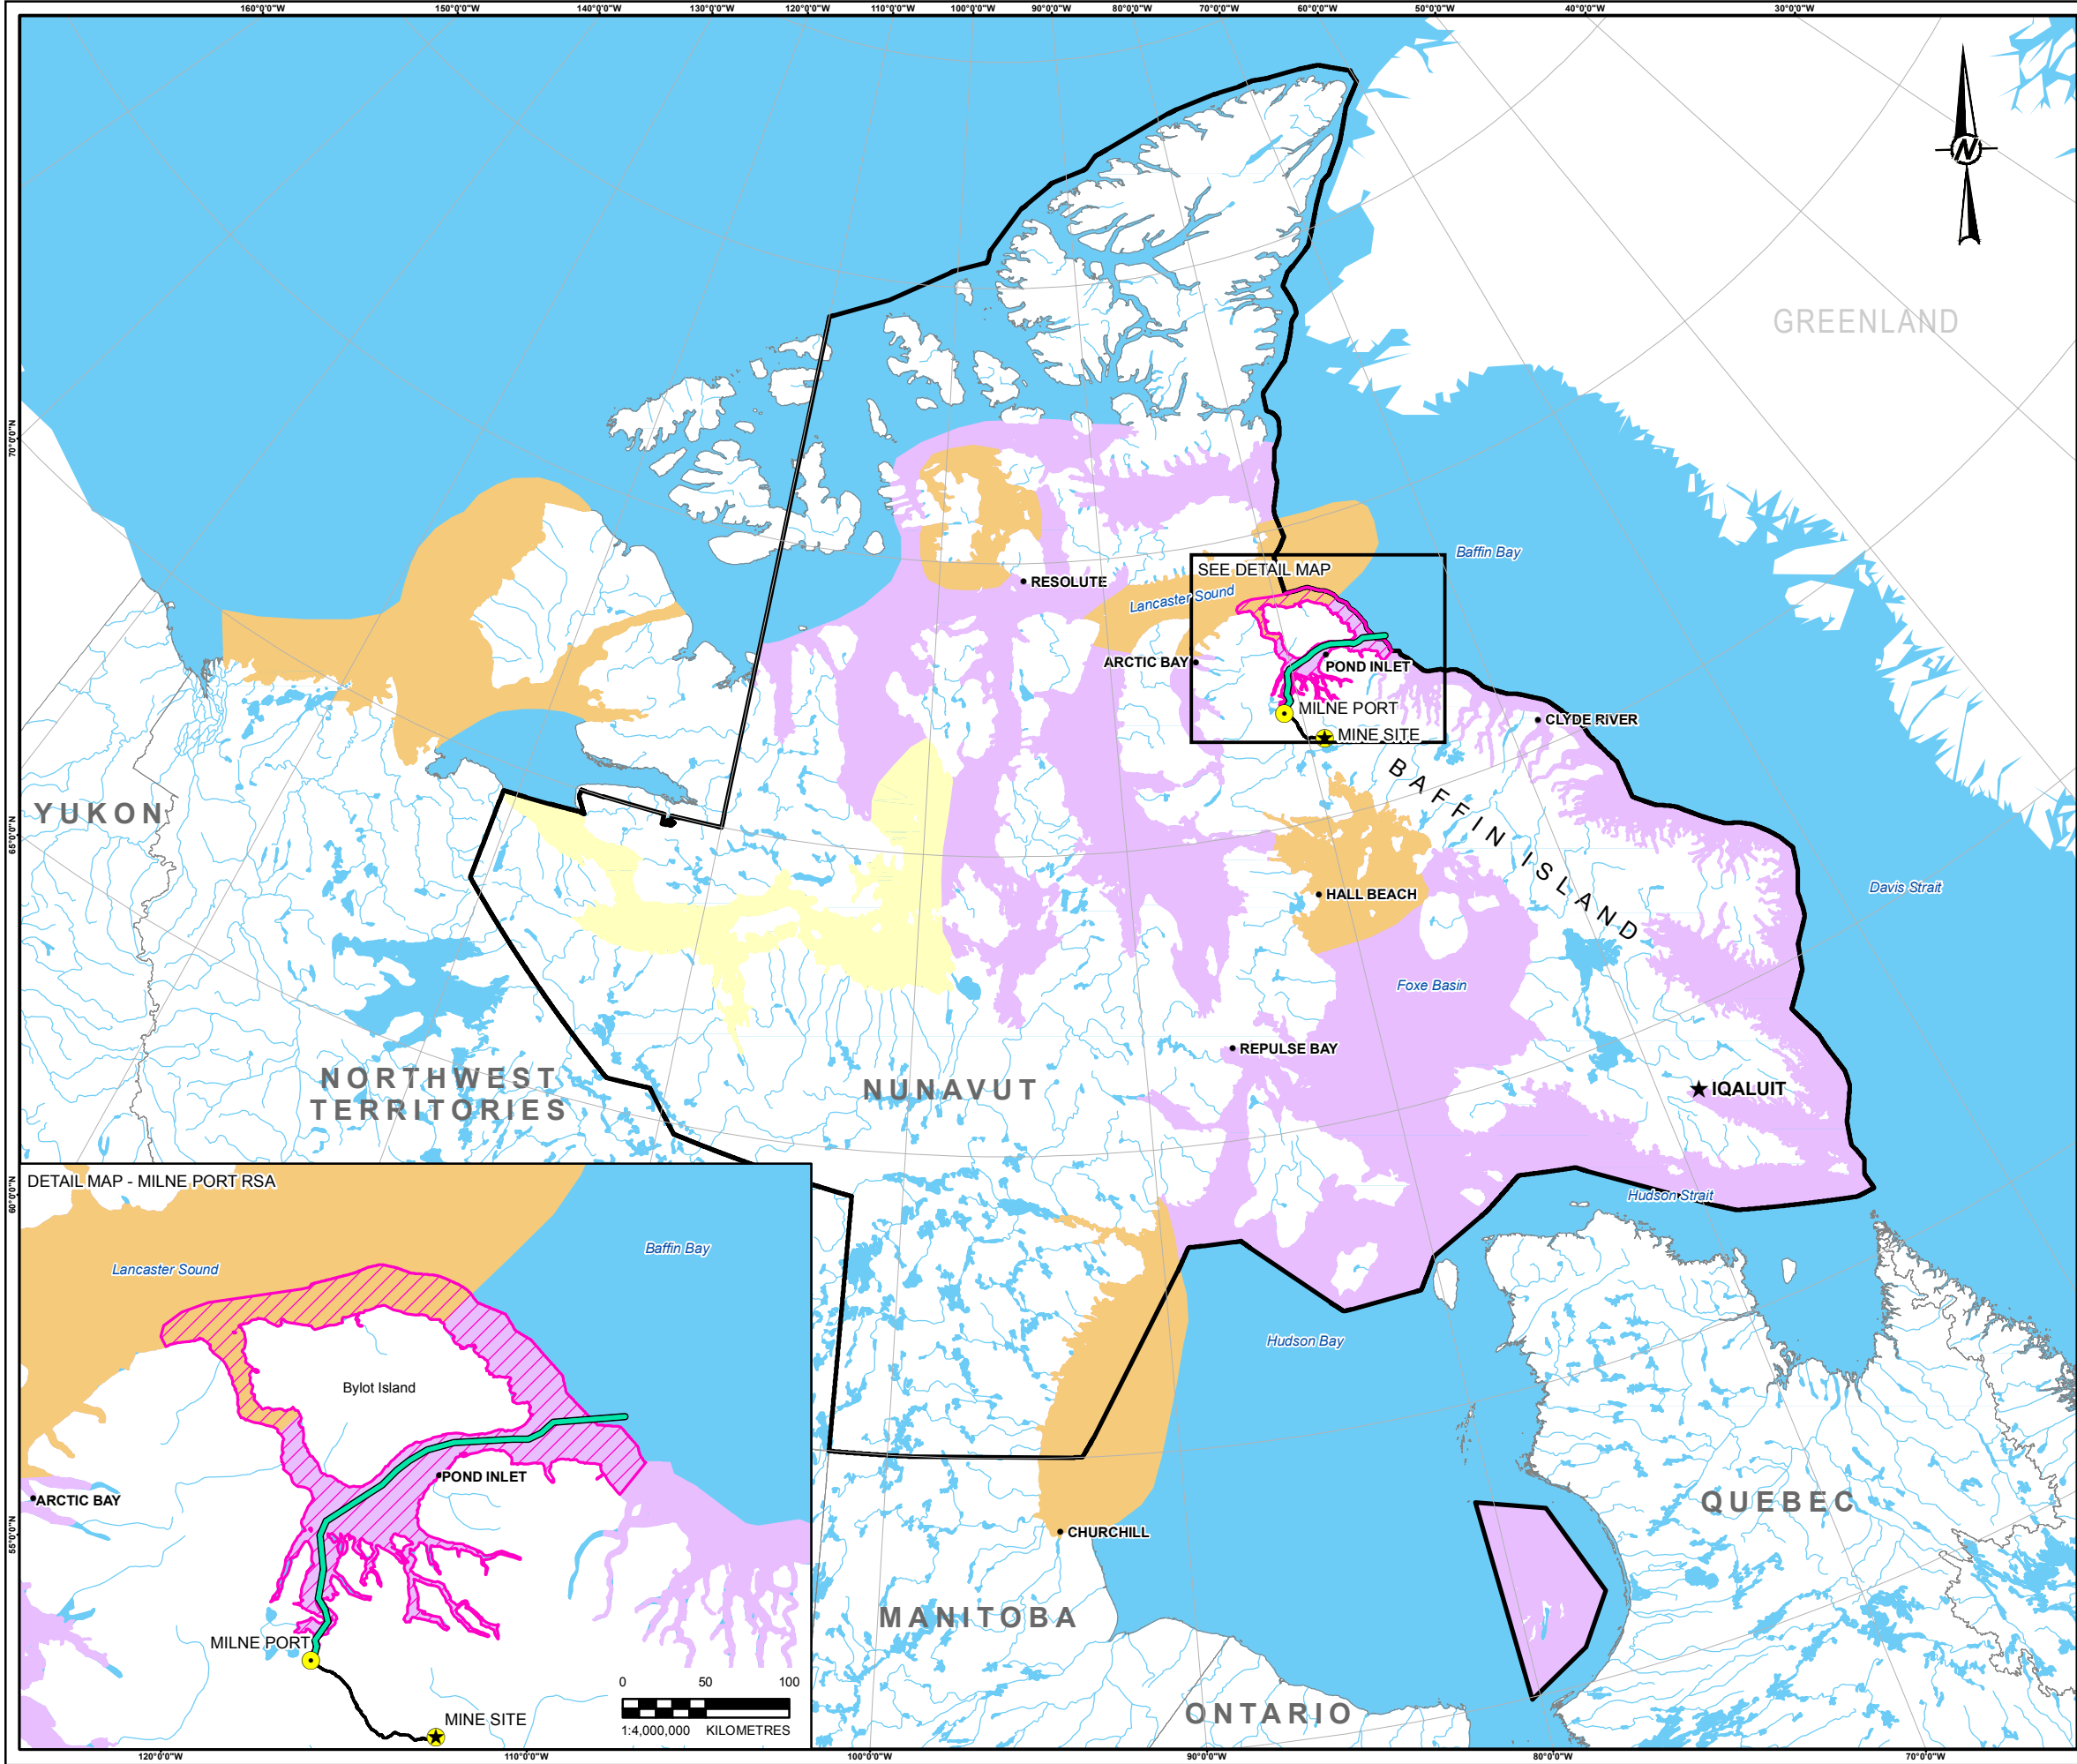 160°0'0"W 150°0'0"W 140°0'0"W 130°0'0"W 120°0'0"W 110°0'0"W 100°0'0"W 90°0'0"W 80°0'0"W 70°0'0"W 60°0'0"W 50°0'0"W 40°0'0"W 30°0'0"W
N
GREENLAND
70°0'0"N
Baffin Bay
SEE DETAIL MAP
RESOLUTE
Lancaster Sound
ARCTIC BAY
POND INLET
MILNE PORT
CLYDE RIVER
MINE SITE
BAFFIN ISLAND
YUKON
65°0'0"N
HALL BEACH
Davis Strait
Foxe Basin
REPULSE BAY
NORTHWEST
TERRITORIES
NUNAVUT
IQALUIT
60°0'0"N
Hudson Strait
Hudson Bay
QUEBEC
CHURCHILL
MANITOBA
ONTARIO
55°0'0"N
DETAIL MAP - MILNE PORT RSA
Baffin Bay
Lancaster Sound
Bylot Island
POND INLET
ARCTIC BAY
MILNE PORT
MINE SITE
0 50 100
1:4,000,000 KILOMETRES
120°0'0"W 110°0'0"W 100°0'0"W 90°0'0"W 80°0'0"W 70°0'0"W